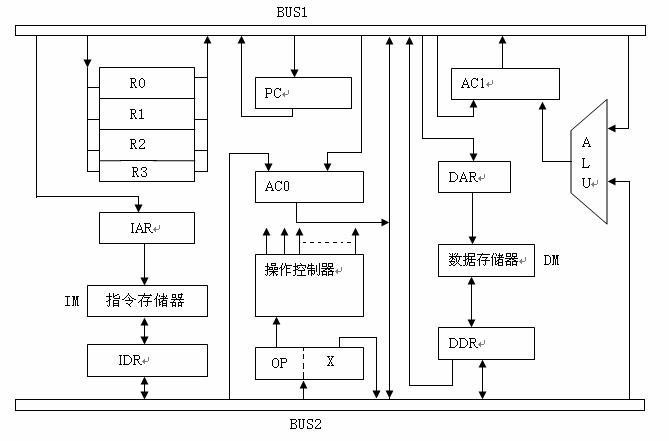 BUS1
R0
R1
R2
R3
PC
AC1
A
L
U
AC0
DAR
IAR
操作控制器
数据存储器
DM
IM
指令存储器
IDR
OP
X
DDR
BUS2